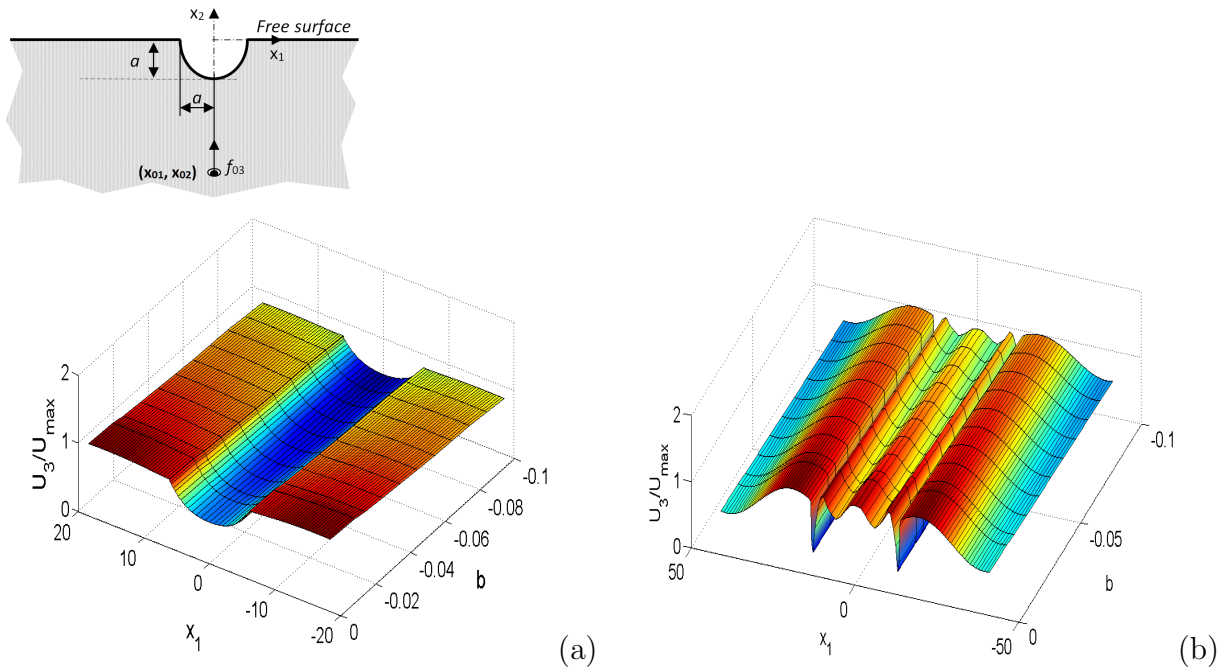 x₂
Free surface
x₁
a
a
(x₀₁, x₀₂)
f₀₃
U₃/Uₘₐₓ
2
1
0
20
10
0
-10
-20
x₁
0
-0.02
-0.04
-0.06
-0.08
-0.1
b
(a)
U₃/Uₘₐₓ
2
1
0
50
0
-50
x₁
0
-0.05
-0.1
b
(b)